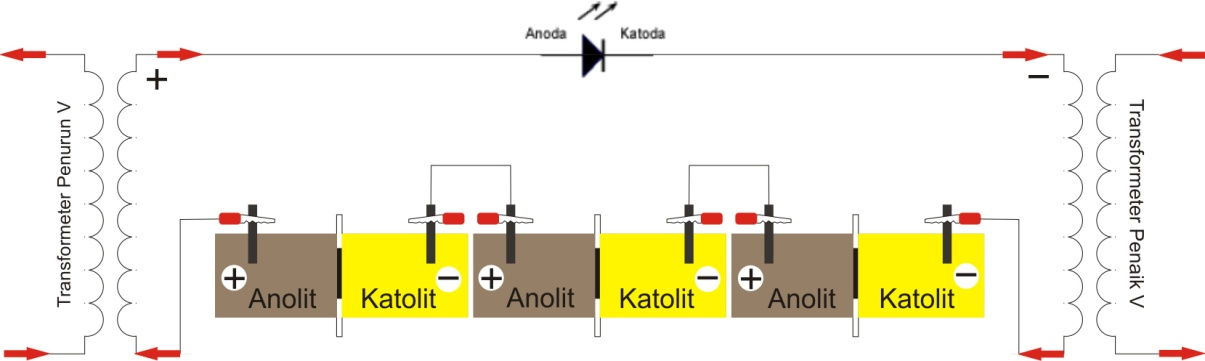 Anoda Katoda
+ −
Transformeter Penurun V
Transformeter Penaik V
+ − + − + −
Anolit Katolit Anolit Katolit Anolit Katolit